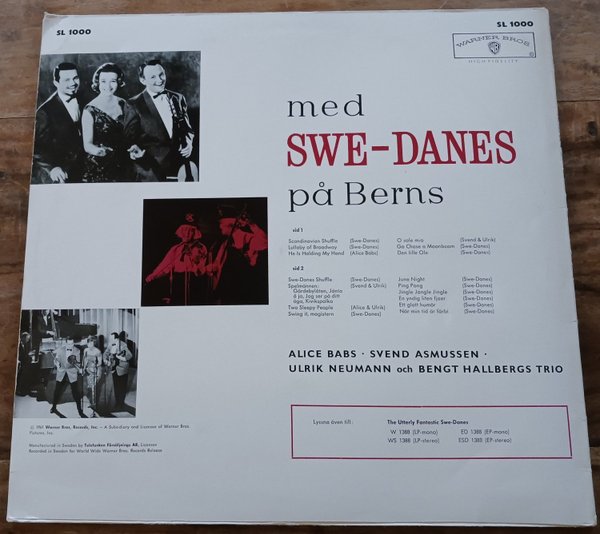 SL 1000
SL 1000
WARNER BROS
WB
HIGH FIDELITY
med
SWE-DANES
på Berns
sid 1
Scandinavian Shuffle (Swe-Danes) O sole mio (Svend & Ulrik)
Lullaby of Broadway (Swe-Danes) Go Chase a Moonbeam (Swe-Danes)
He Is Holding My Hand (Alice Babs) Den lille Ole (Swe-Danes)
sid 2
Swe-Danes Shuffle (Swe-Danes) June Night (Swe-Danes)
Spelmännen: (Svend & Ulrik) Ping Pong (Swe-Danes)
Gärdebylåten, Jänta Jingle Jangle Jingle (Swe-Danes)
å ja, Jag ser på ditt En yndig liten fjser (Swe-Danes)
öga, Kivikspolka Ett glatt humör (Swe-Danes)
Two Sleepy People (Alice & Ulrik) När min tid är förbi (Swe-Danes)
Swing it, magistern (Swe-Danes)
ALICE BABS · SVEND ASMUSSEN ·
ULRIK NEUMANN och BENGT HALLBERGS TRIO
Lyssna även till: The Utterly Fantastic Swe-Danes
W 1388 (LP-mono) EO 1388 (EP-mono)
WS 1388 (LP-stereo) ESD 1388 (EP-stereo)
Warner Bros. Records, Inc. – A Subsidiary and Licensee of Warner Bros.
Pictures, Inc.
Manufactured in Sweden by Telefunken Försäljnings AB, Licensee
Recorded in Sweden for World Wide Warner Bros. Records Release